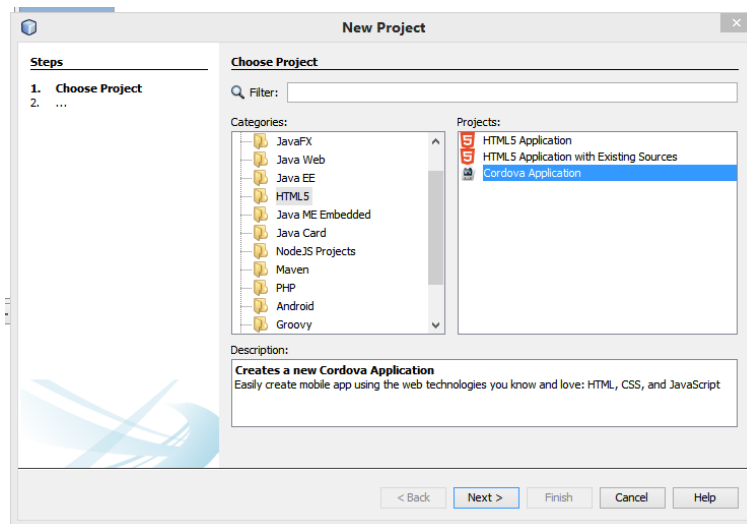 New Project
Steps
1. Choose Project
2. ...
Choose Project
Filter:
Categories:
JavaFX
Java Web
Java EE
HTML5
Java ME Embedded
Java Card
NodeJS Projects
Maven
PHP
Android
Groovy
Projects:
HTML5 Application
HTML5 Application with Existing Sources
Cordova Application
Description:
Creates a new Cordova Application
Easily create mobile app using the web technologies you know and love: HTML, CSS, and JavaScript
< Back Next > Finish Cancel Help